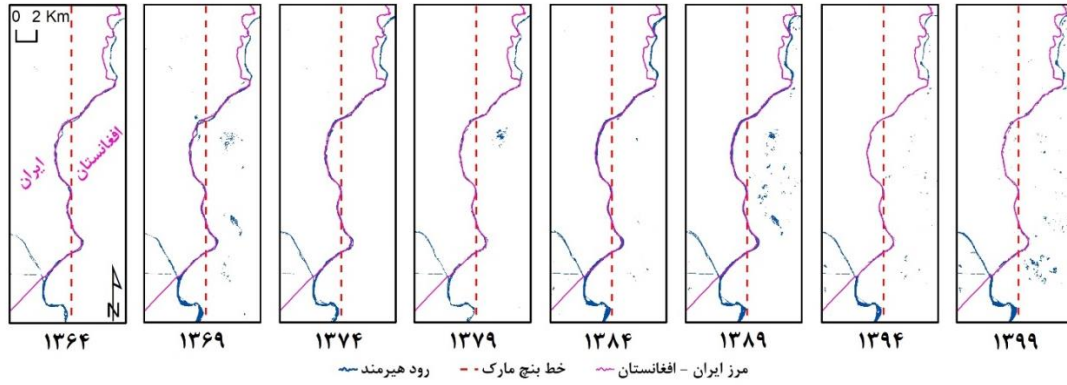 0 2 Km
ایران
افغانستان
N
۱۳۶۴ ۱۳۶۹ ۱۳۷۴ ۱۳۷۹ ۱۳۸۴ ۱۳۸۹ ۱۳۹۴ ۱۳۹۹
مرز ایران - افغانستان خط بنچ مارک رود هیرمند